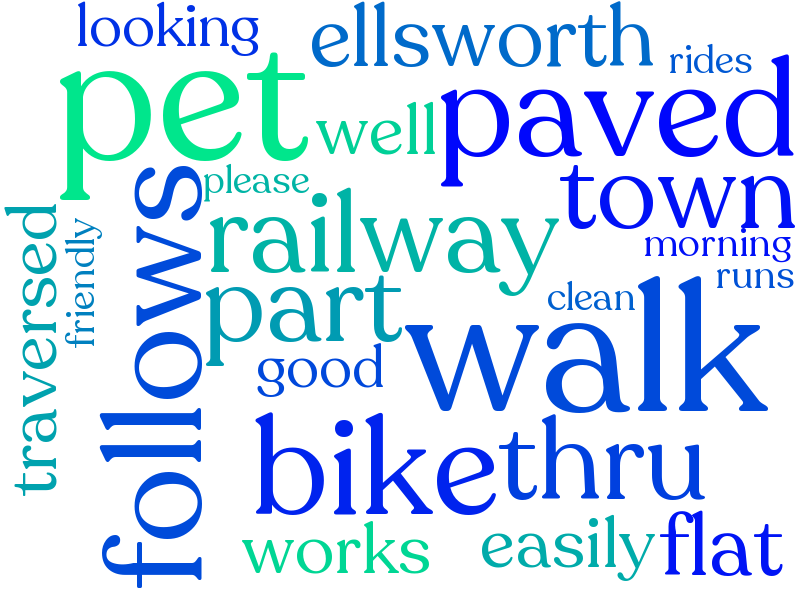 looking
ellsworth
rides
pet
well
paved
please
town
follows
railway
morning
traversed
friendly
runs
part
clean
walk
good
bike
thru
works
easily
flat